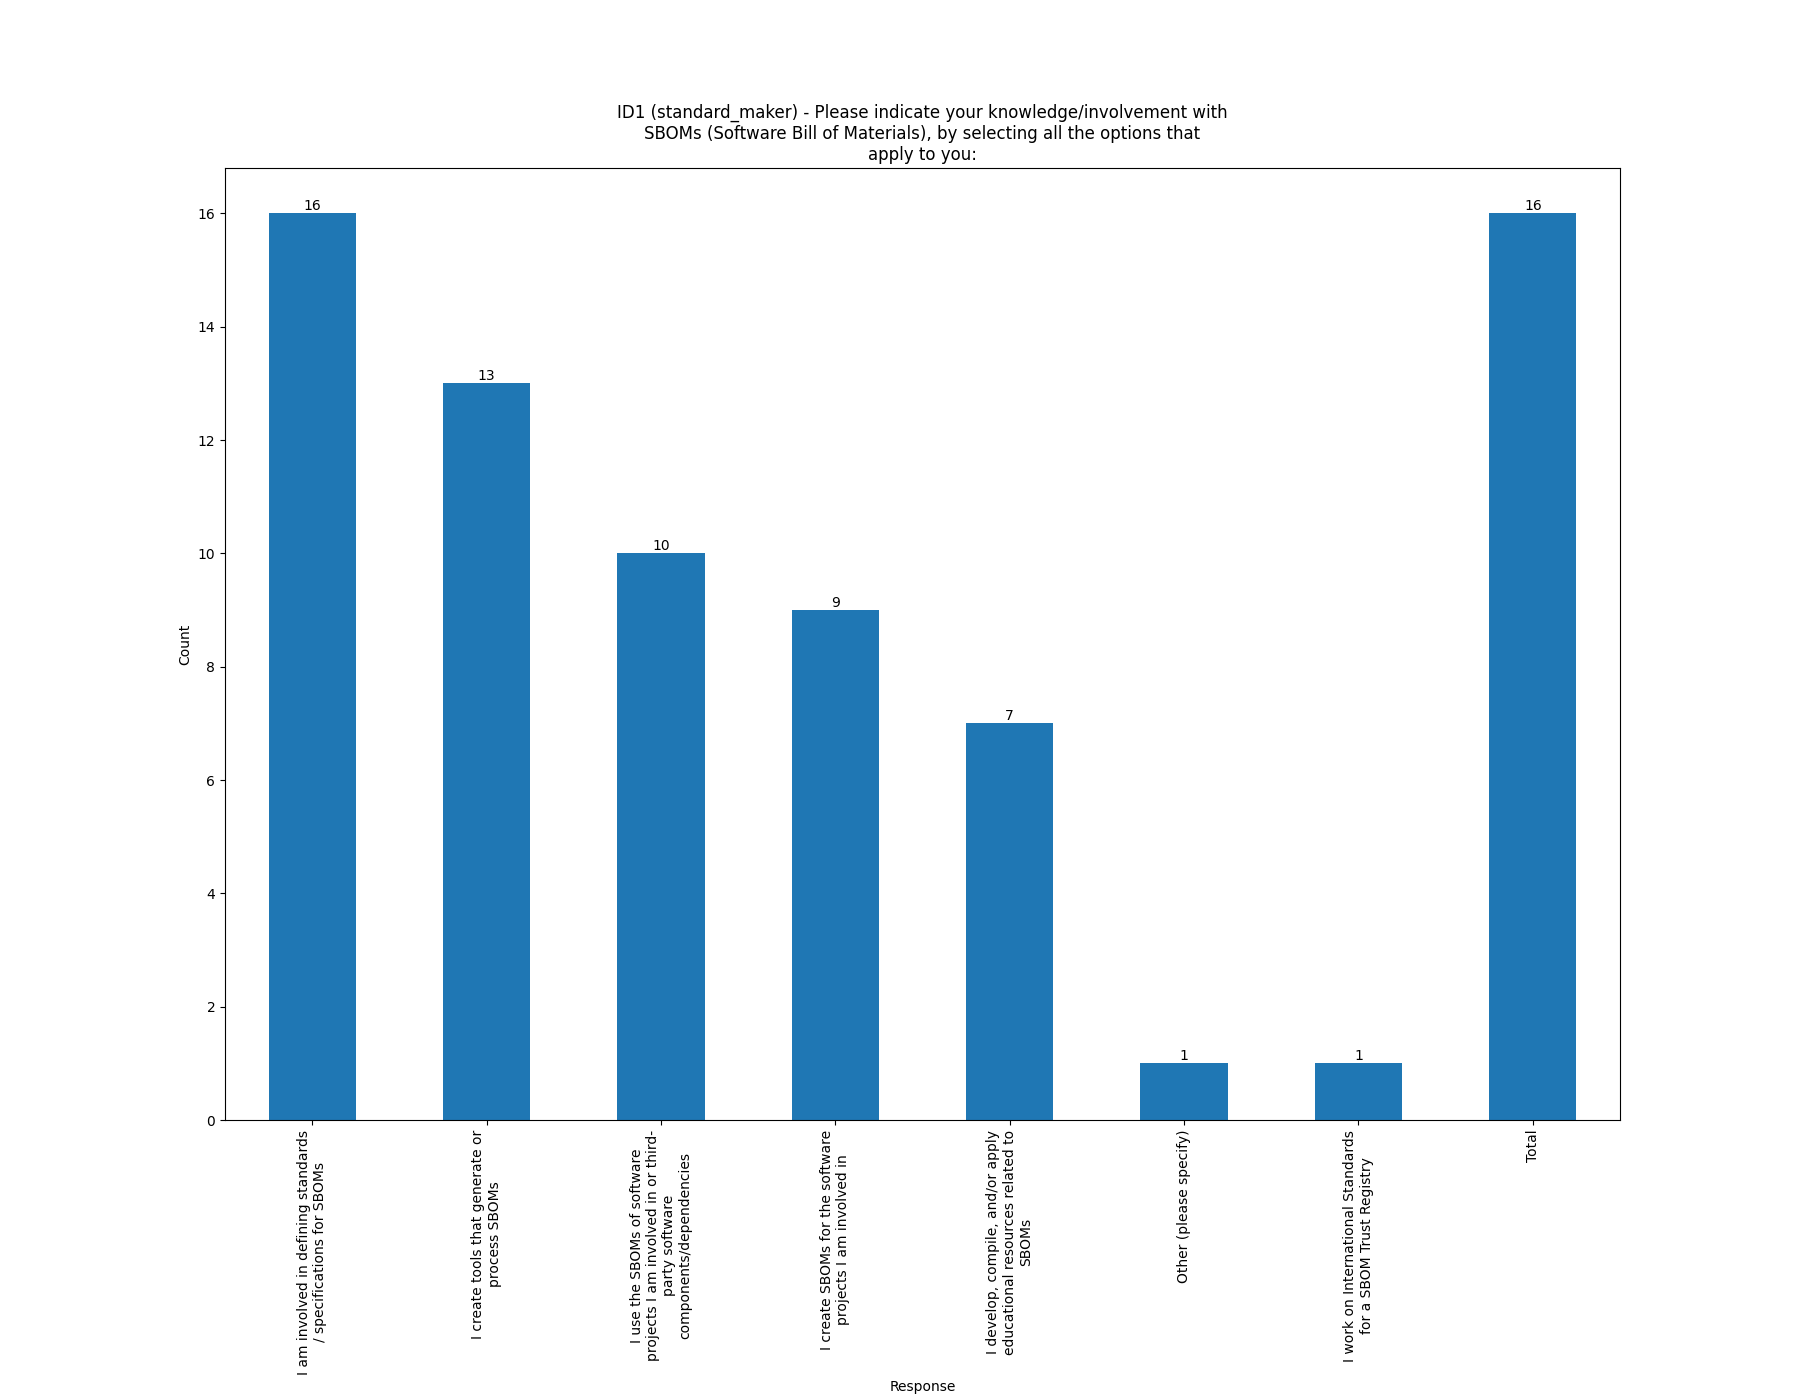 ID1 (standard_maker) - Please indicate your knowledge/involvement with
SBOMs (Software Bill of Materials), by selecting all the options that
apply to you:
16
13
10
9
7
1
1
16
16
14
12
10
8
6
4
2
0
Count
I am involved in defining standards
/ specifications for SBOMs
I create tools that generate or
process SBOMs
I use the SBOMs of software
projects I am involved in or third-
party software
components/dependencies
I create SBOMs for the software
projects I am involved in
I develop, compile, and/or apply
educational resources related to
SBOMs
Other (please specify)
I work on International Standards
for a SBOM Trust Registry
Total
Response